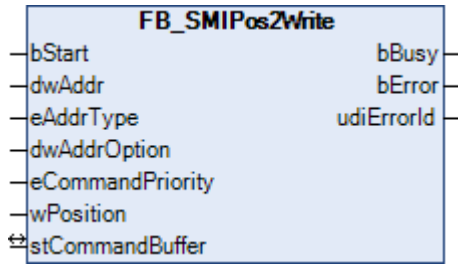 FB_SMIPos2Write
bStart bBusy
dwAddr bError
eAddrType udiErrorId
dwAddrOption
eCommandPriority
wPosition
stCommandBuffer